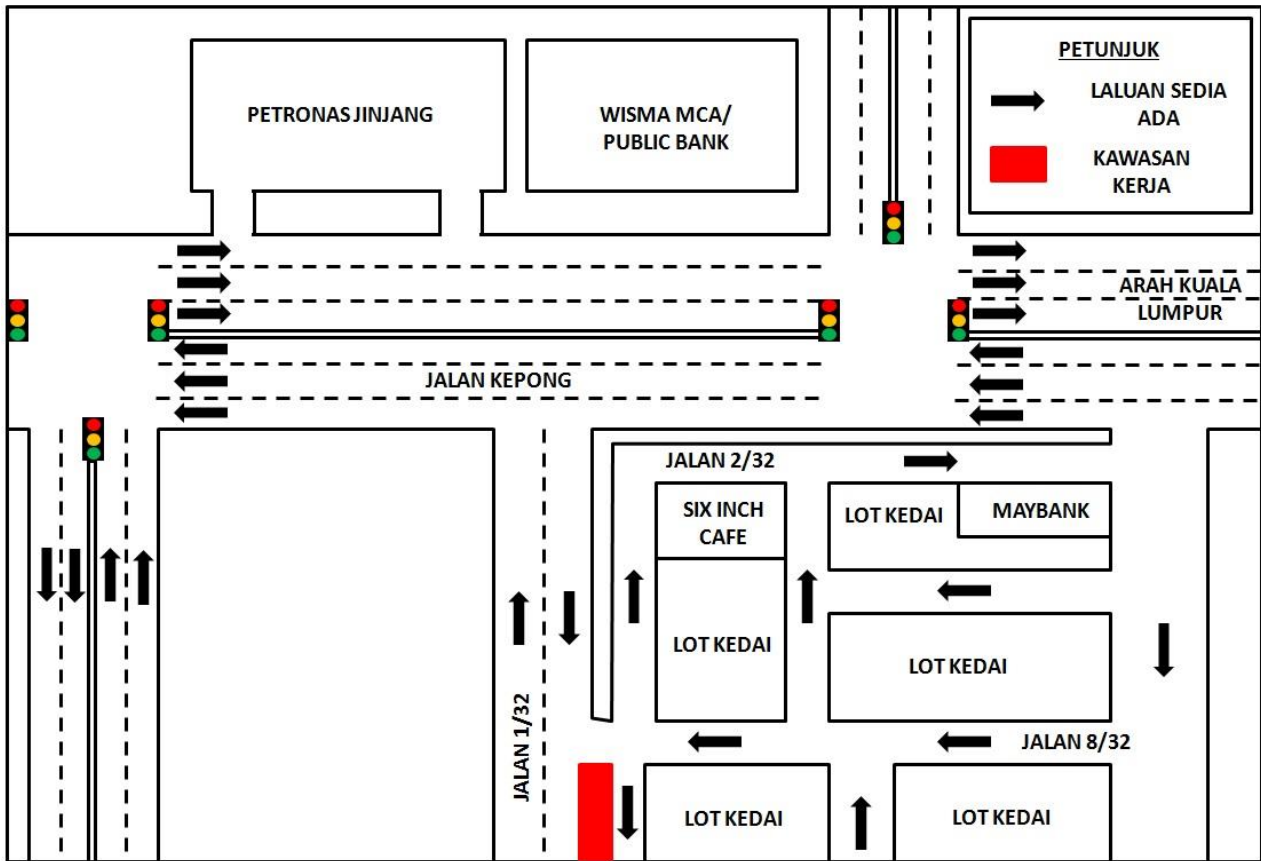 PETUNJUK
LALUAN SEDIA
ADA
KAWASAN
KERJA
PETRONAS JINJANG
WISMA MCA/
PUBLIC BANK
ARAH KUALA
LUMPUR
JALAN KEPONG
JALAN 2/32
SIX INCH
CAFE
LOT KEDAI
MAYBANK
LOT KEDAI
LOT KEDAI
JALAN 1/32
JALAN 8/32
LOT KEDAI
LOT KEDAI